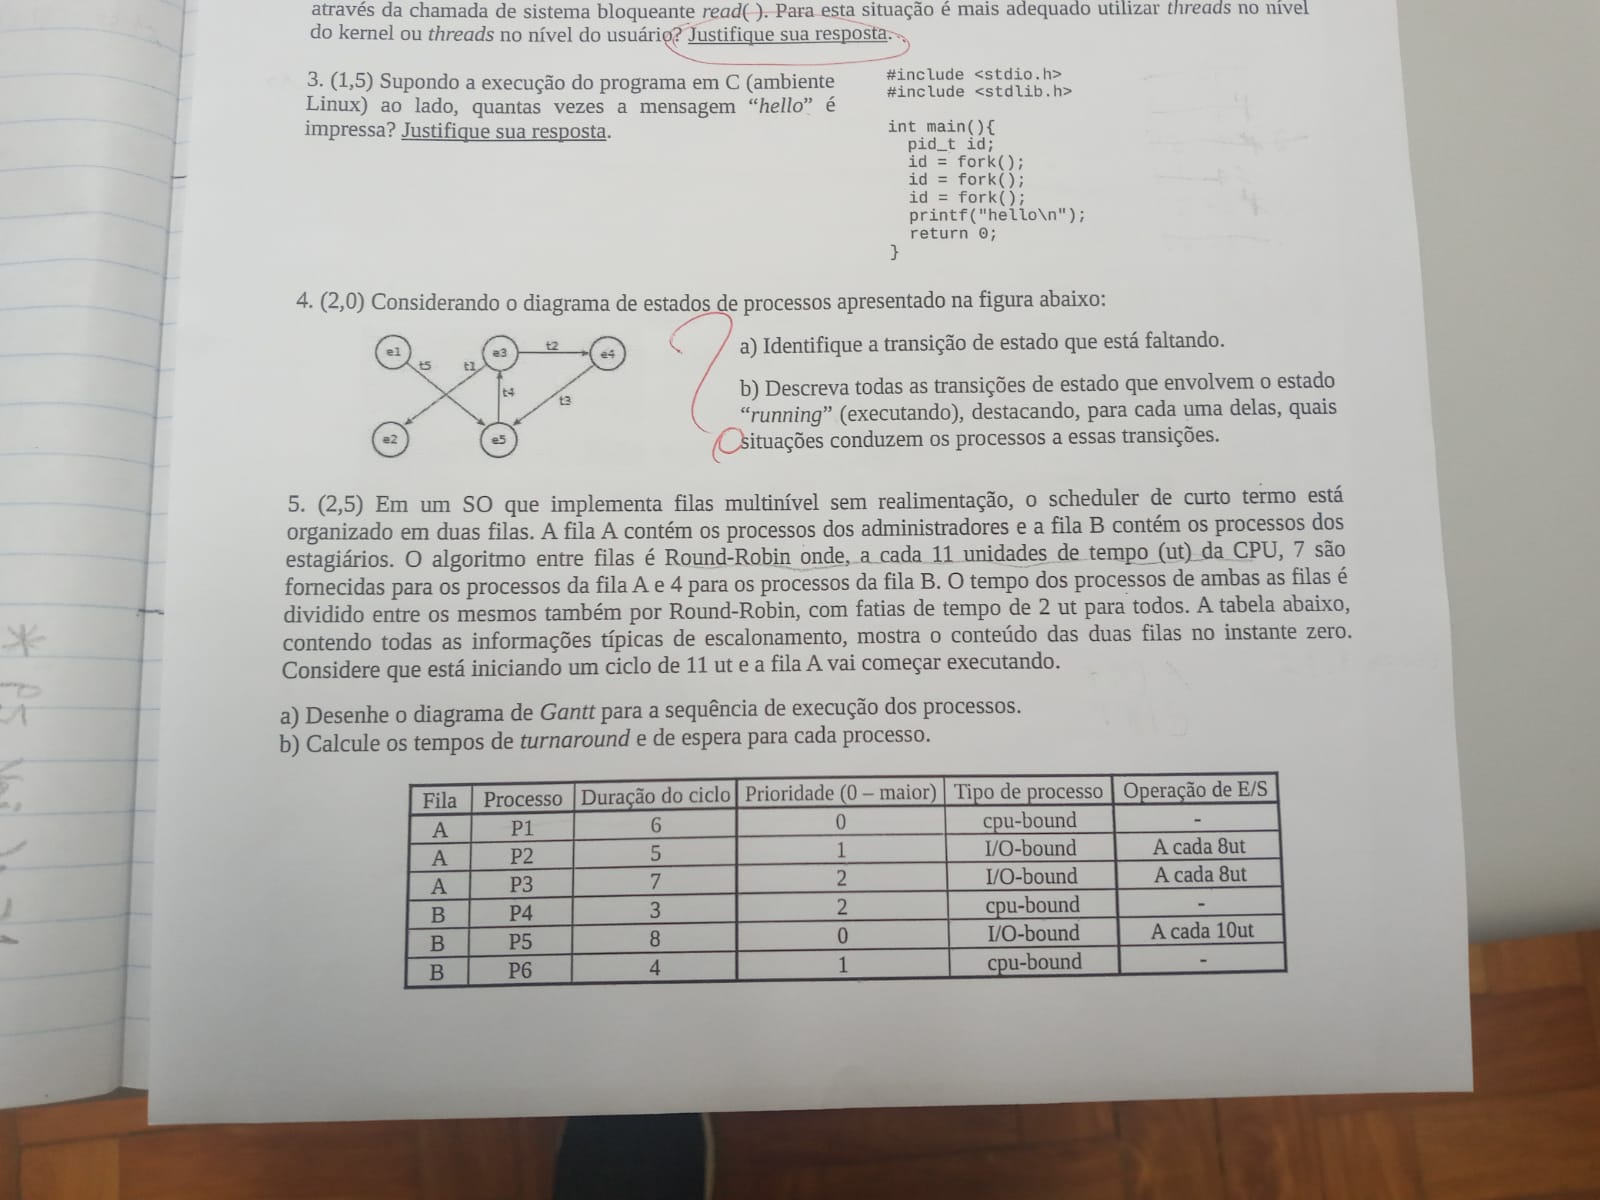 através da chamada de sistema bloqueante read( ). Para esta situação é mais adequado utilizar threads no nível
do kernel ou threads no nível do usuário? Justifique sua resposta.
3. (1,5) Supondo a execução do programa em C (ambiente
Linux) ao lado, quantas vezes a mensagem “hello” é
impressa? Justifique sua resposta.
#include <stdio.h>
#include <stdlib.h>
int main(){
pid_t id;
id = fork();
id = fork();
id = fork();
printf("hello\n");
return 0;
}
4. (2,0) Considerando o diagrama de estados de processos apresentado na figura abaixo:
e1 t5 t1 e3 t2 e4
t4 t3
e2 e5
a) Identifique a transição de estado que está faltando.
b) Descreva todas as transições de estado que envolvem o estado
“running” (executando), destacando, para cada uma delas, quais
situações conduzem os processos a essas transições.
5. (2,5) Em um SO que implementa filas multinível sem realimentação, o scheduler de curto termo está
organizado em duas filas. A fila A contém os processos dos administradores e a fila B contém os processos dos
estagiários. O algoritmo entre filas é Round-Robin onde, a cada 11 unidades de tempo (ut) da CPU, 7 são
fornecidas para os processos da fila A e 4 para os processos da fila B. O tempo dos processos de ambas as filas é
dividido entre os mesmos também por Round-Robin, com fatias de tempo de 2 ut para todos. A tabela abaixo,
contendo todas as informações típicas de escalonamento, mostra o conteúdo das duas filas no instante zero.
Considere que está iniciando um ciclo de 11 ut e a fila A vai começar executando.
a) Desenhe o diagrama de Gantt para a sequência de execução dos processos.
b) Calcule os tempos de turnaround e de espera para cada processo.
Fila Processo Duração do ciclo Prioridade (0 – maior) Tipo de processo Operação de E/S
A P1 6 0 cpu-bound -
A P2 5 1 I/O-bound A cada 8ut
A P3 7 2 I/O-bound A cada 8ut
B P4 3 2 cpu-bound -
B P5 8 0 I/O-bound A cada 10ut
B P6 4 1 cpu-bound -